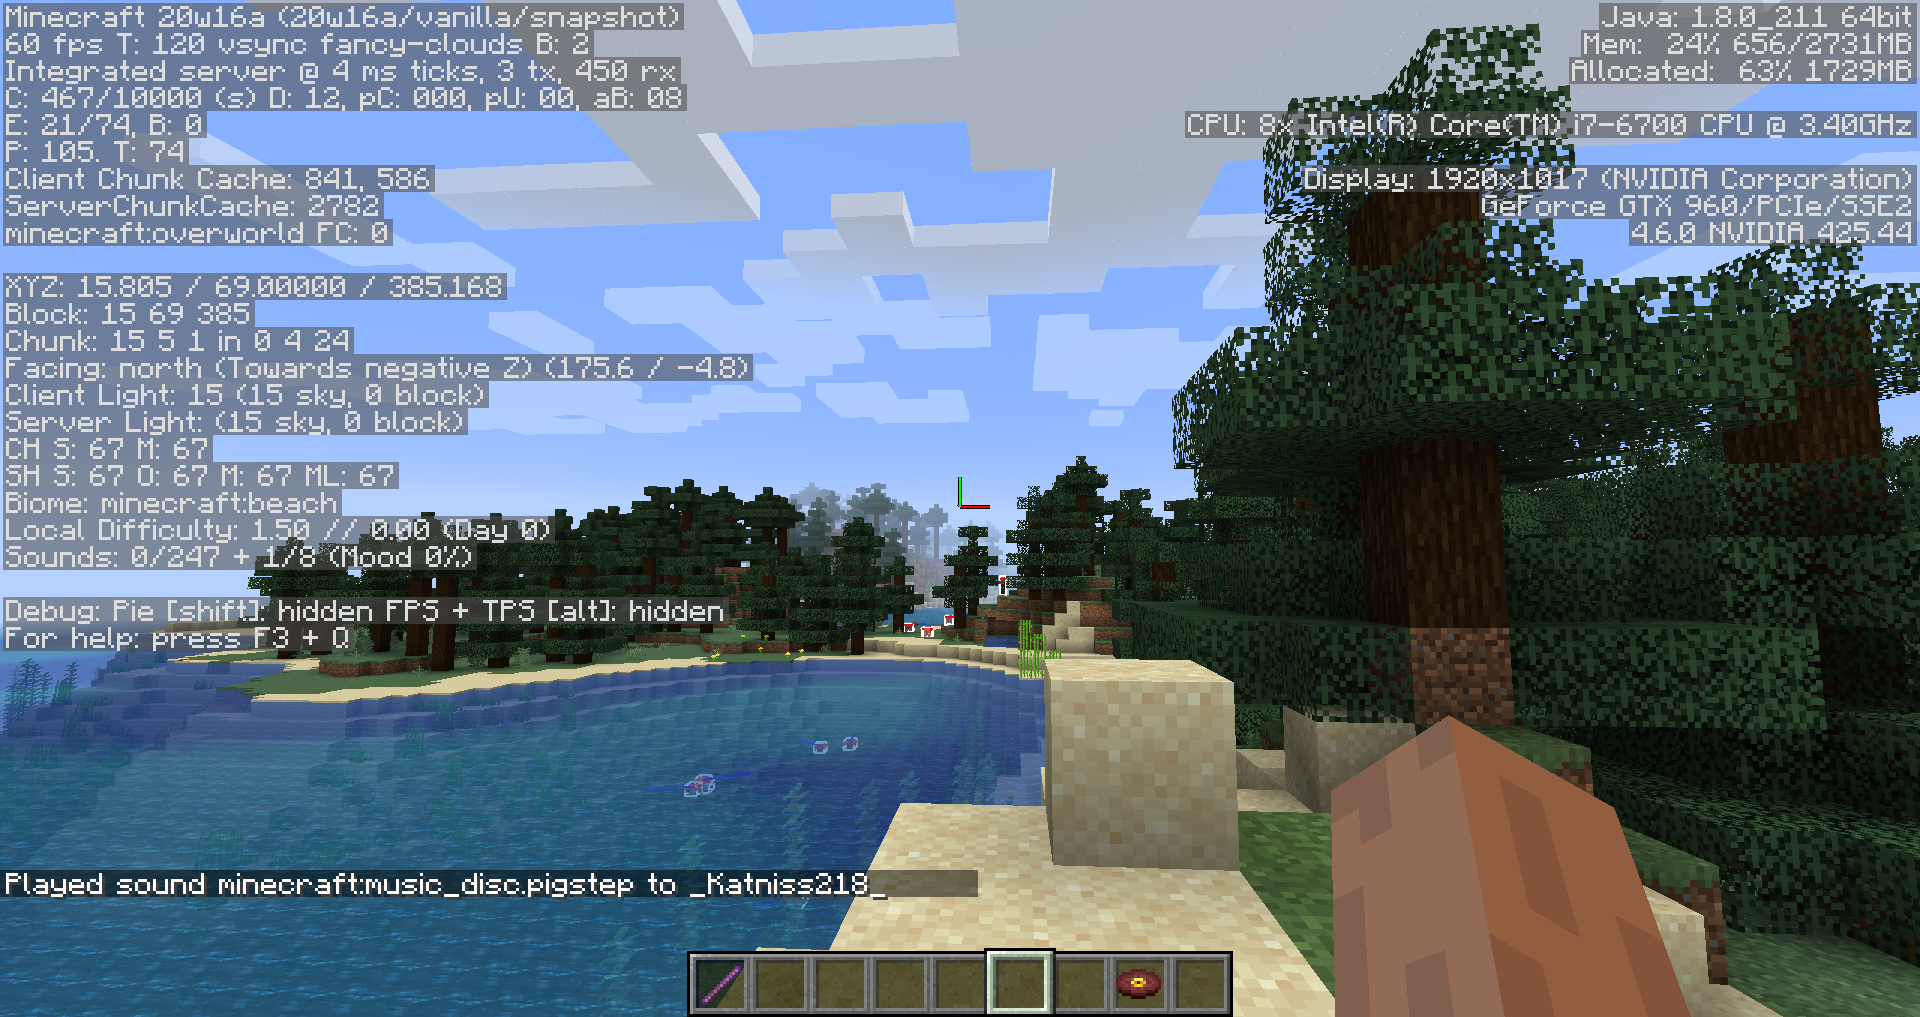 Minecraft 20w16a (20w16a/vanilla/snapshot)
60 fps T: 120 vsync fancy-clouds B: 2
Integrated server @ 4 ms ticks, 3 tx, 450 rx
C: 467/10000 (s) D: 12, pC: 000, pU: 00, aB: 08
E: 21/74, B: 0
P: 105. T: 74
Client Chunk Cache: 841, 586
ServerChunkCache: 2782
minecraft:overworld FC: 0
XYZ: 15.805 / 69.00000 / 385.168
Block: 15 69 385
Chunk: 15 5 1 in 0 4 24
Facing: north (Towards negative Z) (175.6 / -4.8)
Client Light: 15 (15 sky, 0 block)
Server Light: (15 sky, 0 block)
CH S: 67 M: 67
SH S: 67 O: 67 M: 67 ML: 67
Biome: minecraft:beach
Local Difficulty: 1.50 // 0.00 (Day 0)
Sounds: 0/247 + 1/8 (Mood 0%)
Debug: Pie [shift]: hidden FPS + TPS [alt]: hidden
For help: press F3 + Q
Java: 1.8.0_211 64bit
Mem: 24% 656/2731MB
Allocated: 63% 1729MB
CPU: 8x Intel(R) Core(TM) i7-6700 CPU @ 3.40GHz
Display: 1920x1017 (NVIDIA Corporation)
GeForce GTX 960/PCIe/SSE2
4.6.0 NVIDIA 425.44
Played sound minecraft:music_disc.pigstep to _Katniss218_